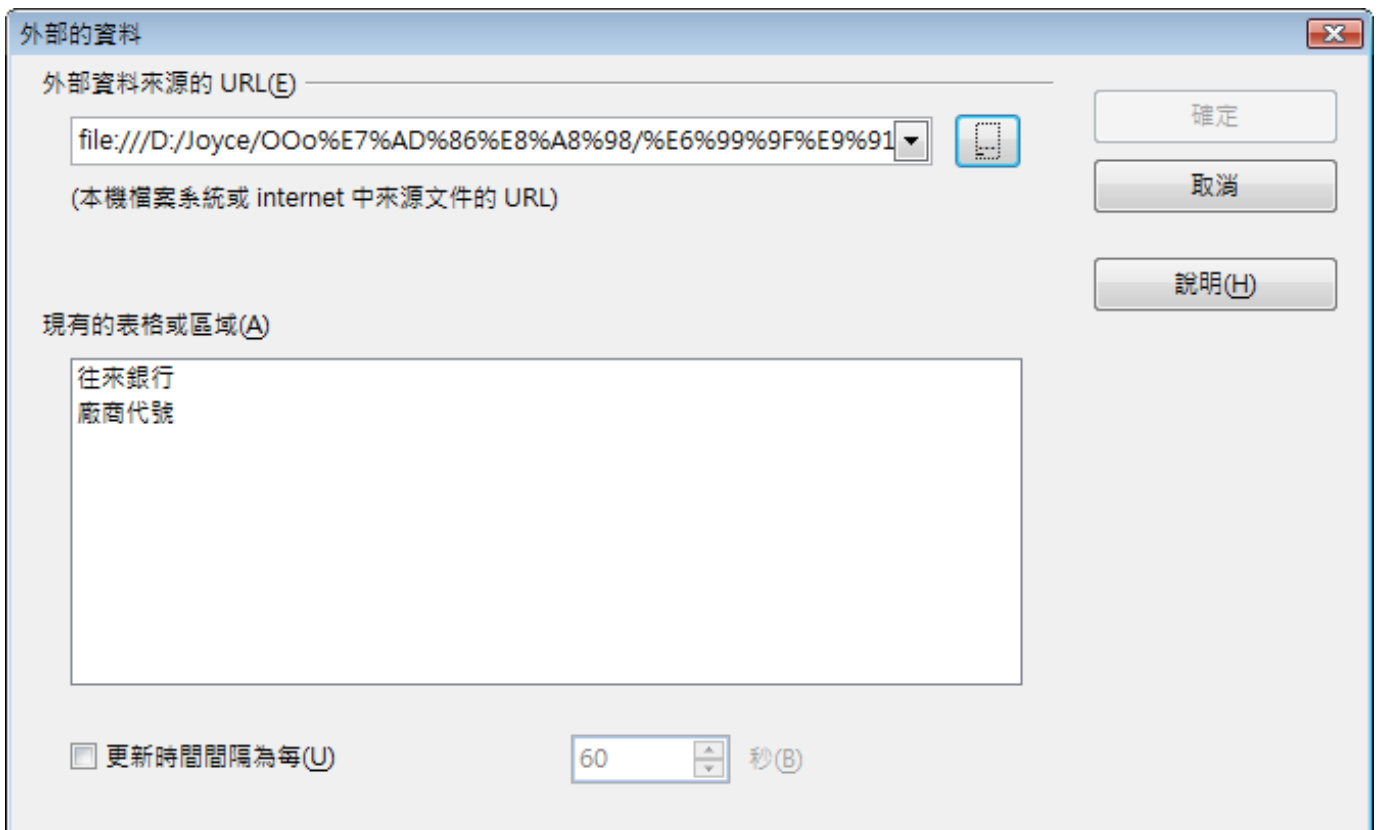 外部的資料
外部資料來源的 URL(E)
file:///D:/Joyce/OOo%E7%AD%86%E8%A8%98/%E6%99%9F%E9%91
確定
(本機檔案系統或 internet 中來源文件的 URL)
取消
說明(H)
現有的表格或區域(A)
往來銀行
廠商代號
更新時間間隔為每(U)
60
秒(B)